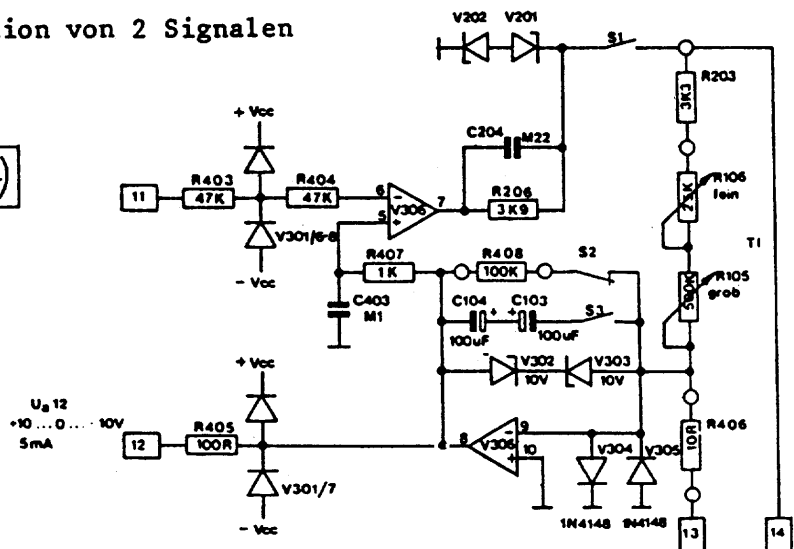 ion von 2 Signalen
V202 V201
S1
R203
3K3
+ Vcc
C204 M22
R403
47K
R404
47K
11
6
-
V306
7
5
+
R206
3K9
R106
fein
V301/6-8
- Vcc
R407
1K
R408
100K
S2
TI
R105
grob
500K
C403
M1
C104 + + C103
100uF 100uF
S3
+ Vcc
- V302 V303
10V 10V
Ua 12
+10 ... 0 ... - 10V
5mA
12
R405
100R
8
V306
- 9
+ 10
V304
V305
R406
10R
V301/7
- Vcc
1N4148 1N4148
13
14